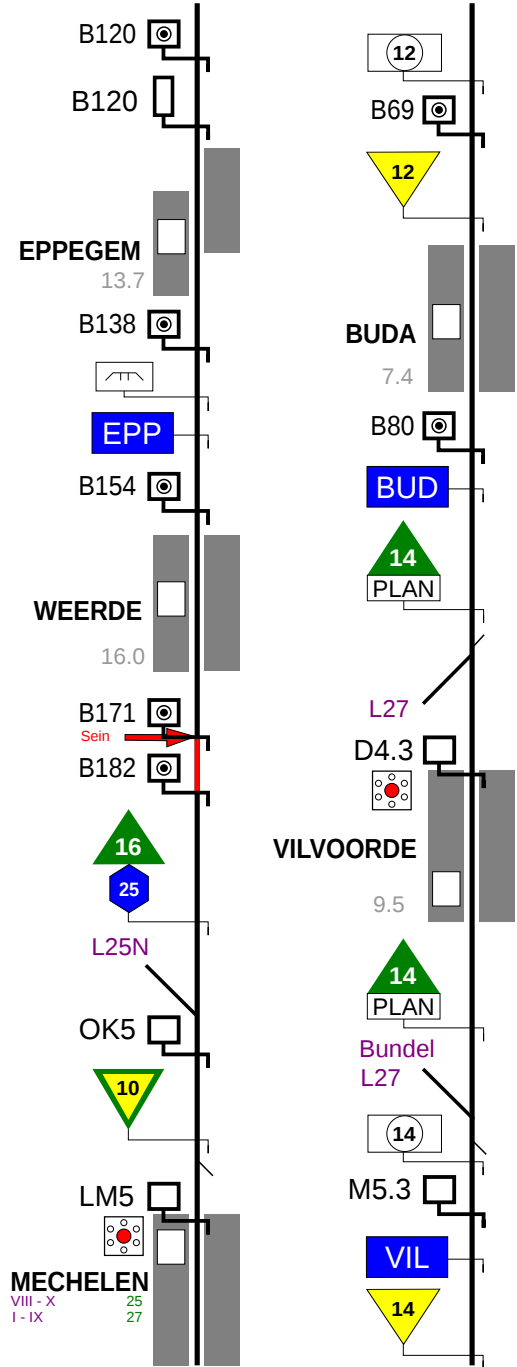 B120
B120
EPPEGEM
13.7
B138
EPP
B154
WEERDE
16.0
B171
Sein
B182
16
25
L25N
OK5
10
LM5
MECHELEN
VIII - X 25
I - IX 27
12
B69
12
BUDA
7.4
B80
BUD
14
PLAN
L27
D4.3
VILVOORDE
9.5
14
PLAN
Bundel
L27
14
M5.3
VIL
14